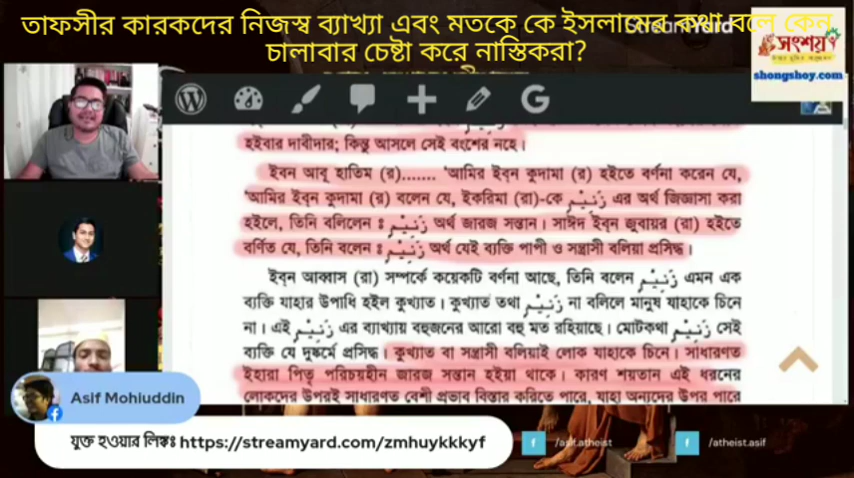 তাফসীর কারকদের নিজস্ব ব্যাখ্যা এবং মতকে কে ইসলামের কথা বলে কেন
চালাবার চেষ্টা করে নাস্তিকরা?
StreamYard
সংশয়
shongshoy.com
হইবার দাবীদার; কিন্তু আসলে সেই বংশের নহে।
ইবন আবূ হাতিম (র)....... 'আমির ইব্‌ন কুদামা (র) হইতে বর্ণনা করেন যে,
'আমির ইব্‌ন কুদামা (র) বলেন যে, ইকরিমা (রা)-কে زَنِيْمٍ এর অর্থ জিজ্ঞাসা করা
হইলে, তিনি বলিলেন ঃ زَنِيْمٍ অর্থ জারজ সন্তান। সাঈদ ইব্‌ন জুবায়র (রা) হইতে
বর্ণিত যে, তিনি বলেন ঃ زَنِيْمٍ অর্থ যেই ব্যক্তি পাপী ও সন্ত্রাসী বলিয়া প্রসিদ্ধ।
ইব্‌ন আব্বাস (রা) সম্পর্কে কয়েকটি বর্ণনা আছে, তিনি বলেন زَنِيْمٍ এমন এক
ব্যক্তি যাহার উপাধি হইল কুখ্যাত। কুখ্যাত তথা زَنِيْمٍ না বলিলে মানুষ যাহাকে চিনে
না। এই زَنِيْمٍ এর ব্যাখ্যায় বহুজনের আরো বহু মত রহিয়াছে। মোটকথা زَنِيْمٍ সেই
ব্যক্তি যে দুষ্কর্মে প্রসিদ্ধ। কুখ্যাত বা সন্ত্রাসী বলিয়াই লোক যাহাকে চিনে। সাধারণত
ইহারা পিতৃ পরিচয়হীন জারজ সন্তান হইয়া থাকে। কারণ শয়তান এই ধরনের
লোকদের উপরই সাধারণত বেশী প্রভাব বিস্তার করিতে পারে, যাহা অন্যদের উপর পারে
Asif Mohiuddin
যুক্ত হওয়ার লিঙ্কঃ https://streamyard.com/zmhuykkkyf
/asif.atheist
/atheist.asif